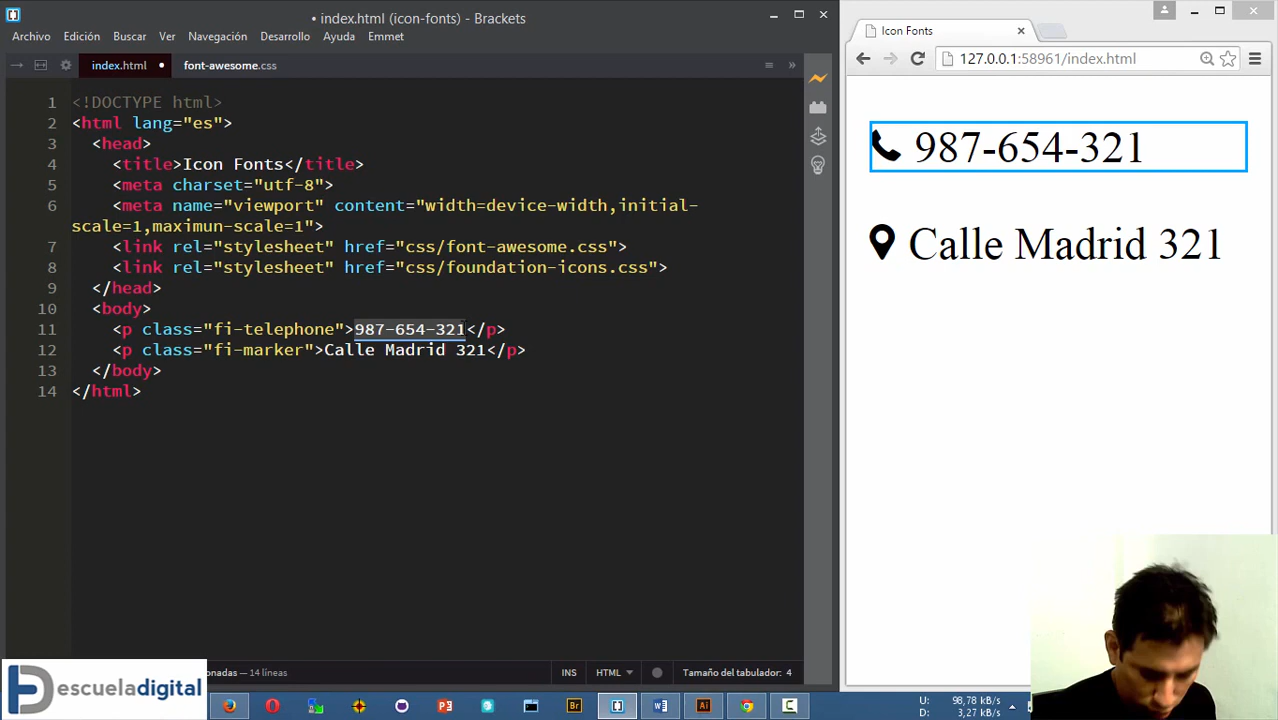 • index.html (icon-fonts) - Brackets
Archivo Edición Buscar Ver Navegación Desarrollo Ayuda Emmet
index.html • font-awesome.css
1 <!DOCTYPE html>
2 <html lang="es">
3 <head>
4 <title>Icon Fonts</title>
5 <meta charset="utf-8">
6 <meta name="viewport" content="width=device-width,initial-
scale=1,maximun-scale=1">
7 <link rel="stylesheet" href="css/font-awesome.css">
8 <link rel="stylesheet" href="css/foundation-icons.css">
9 </head>
10 <body>
11 <p class="fi-telephone">987-654-321</p>
12 <p class="fi-marker">Calle Madrid 321</p>
13 </body>
14 </html>
onadas — 14 líneas INS HTML Tamaño del tabulador: 4
Icon Fonts
127.0.0.1:58961/index.html
987-654-321
Calle Madrid 321
escueladigital
Br
W
Ai
U: 98,78 kB/s
D: 3,27 kB/s